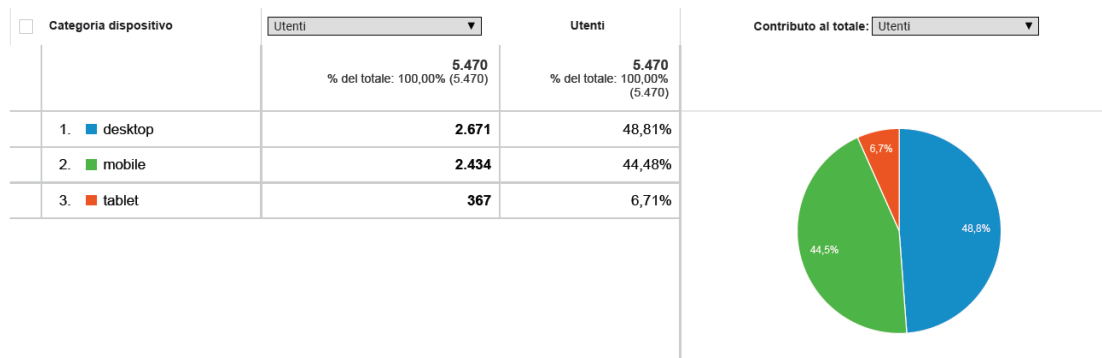 Categoria dispositivo Utenti ▼ Utenti Contributo al totale: Utenti ▼
5.470 5.470
% del totale: 100,00% (5.470) % del totale: 100,00%
(5.470)
1. desktop 2.671 48,81%
2. mobile 2.434 44,48%
3. tablet 367 6,71%
6,7%
48,8%
44,5%